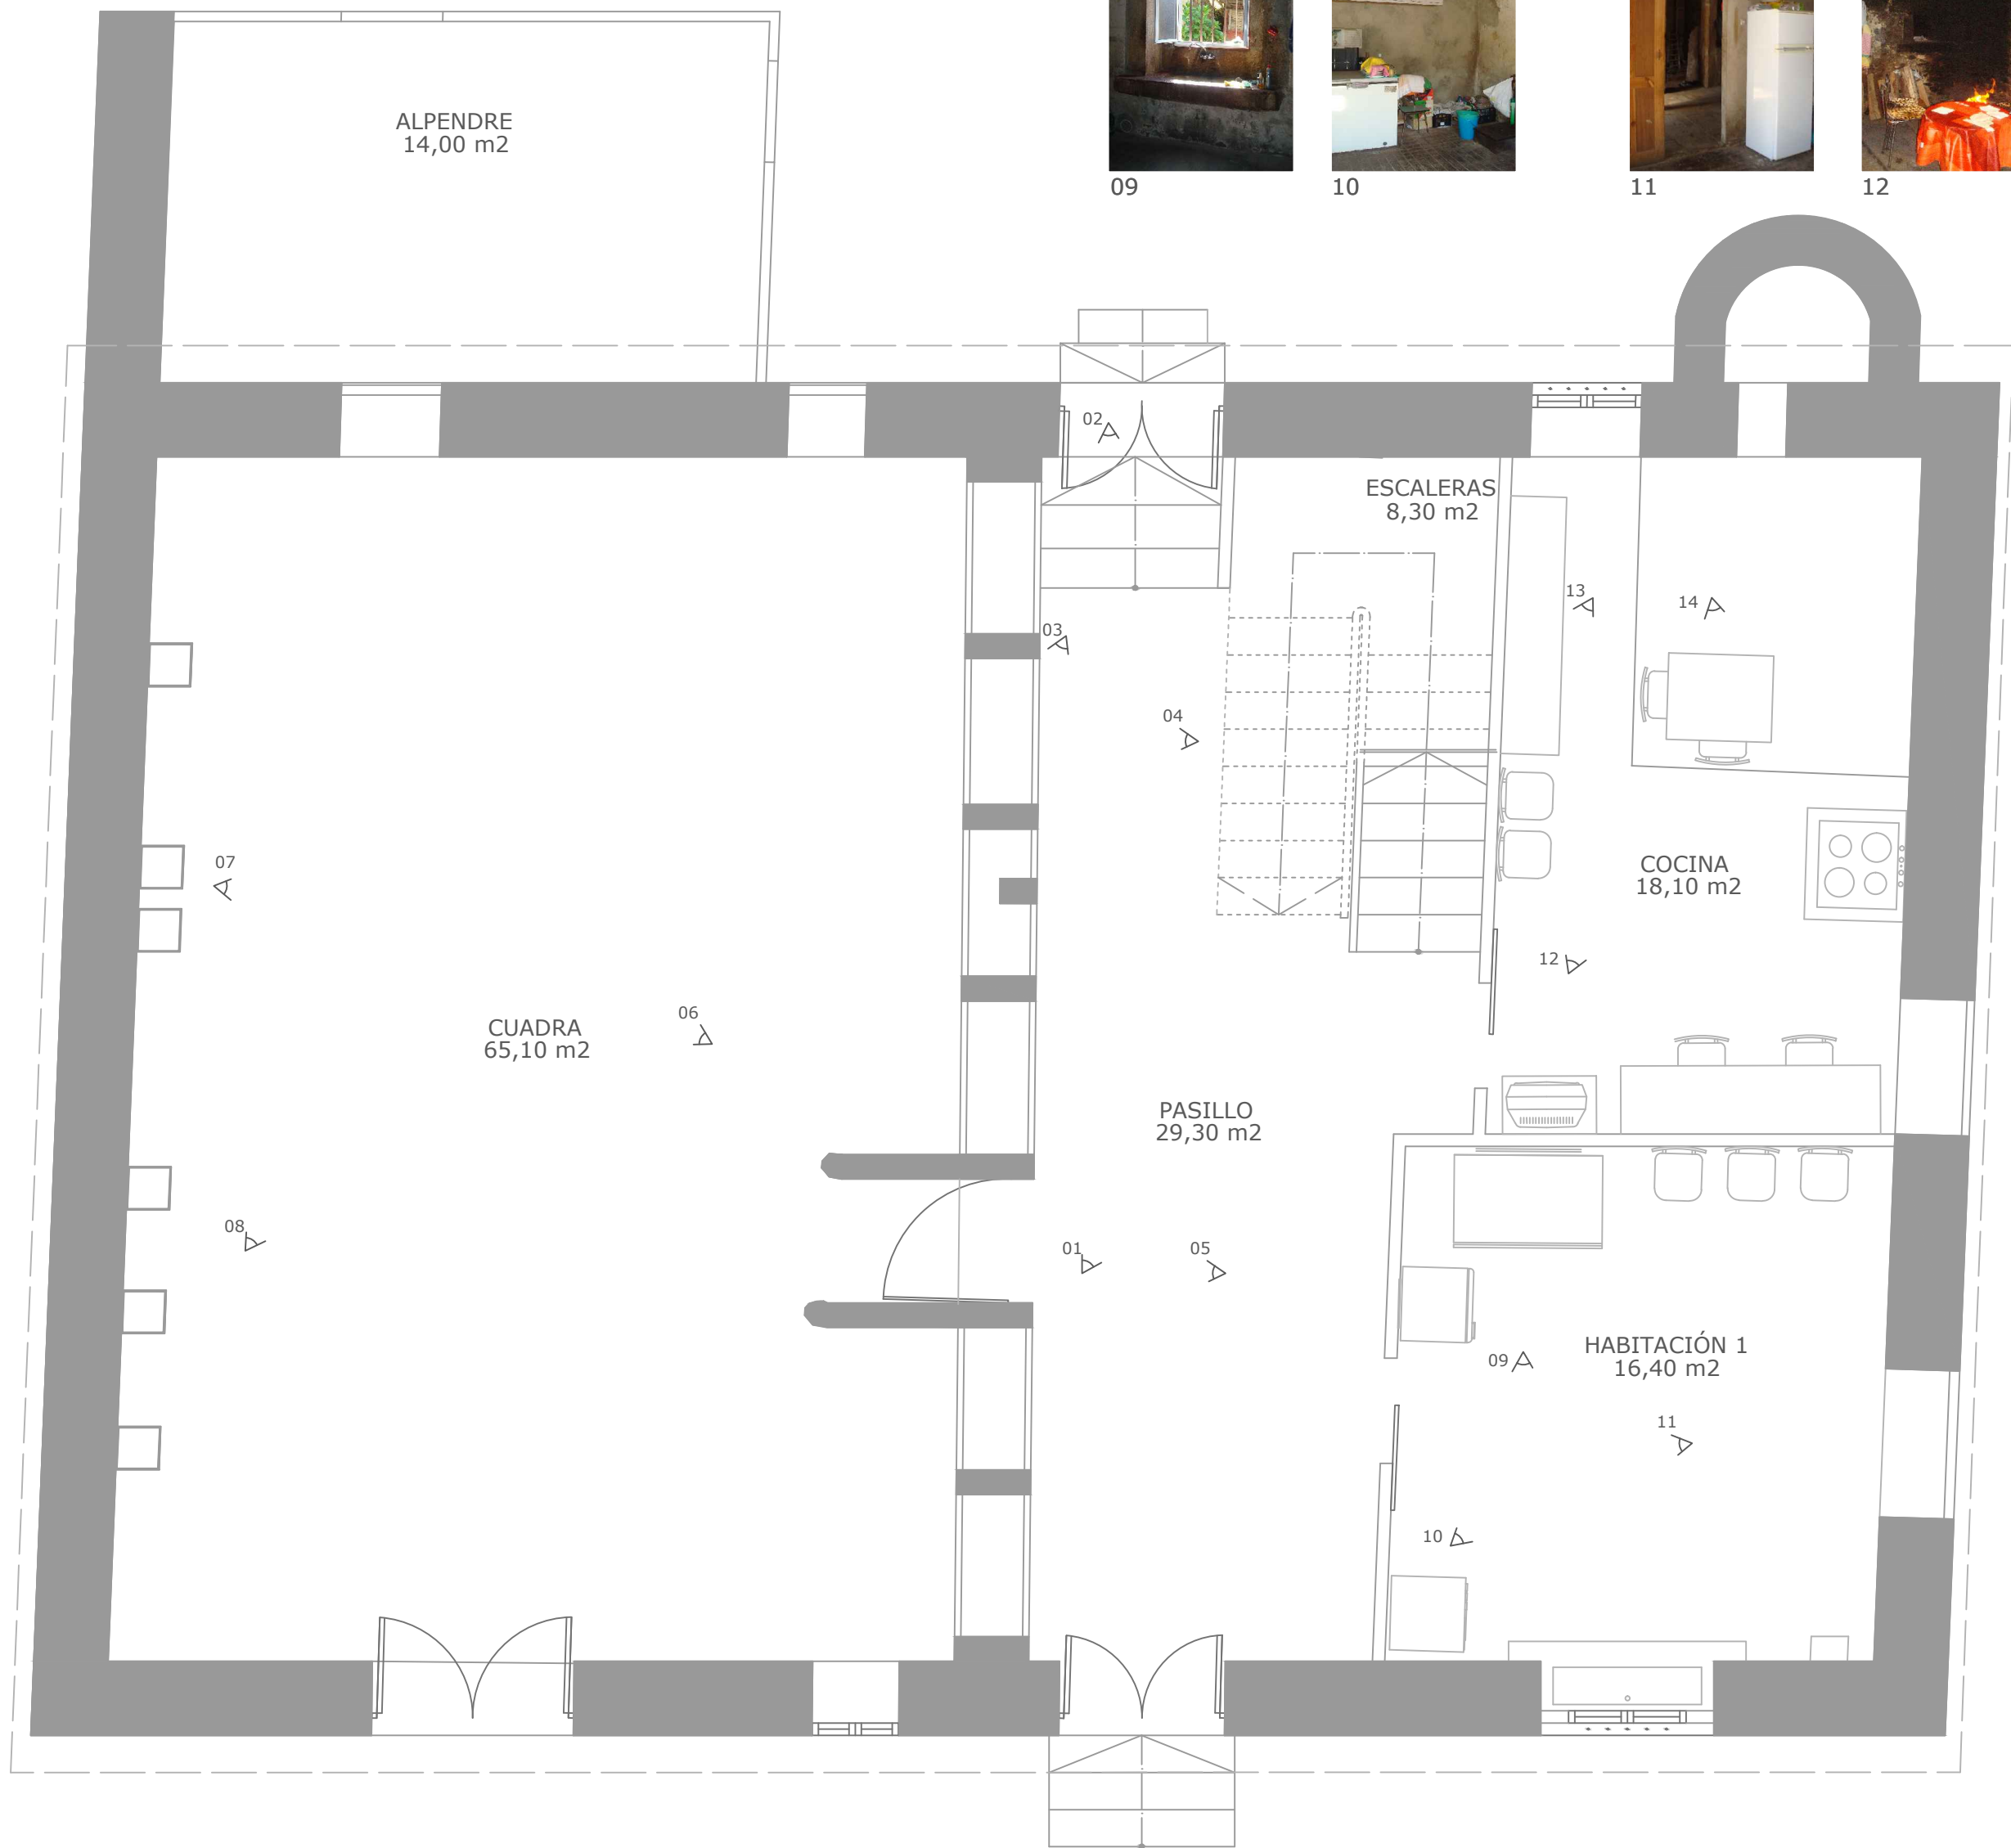 09
10
11
12
ALPENDRE
14,00 m2
02
ESCALERAS
8,30 m2
13
14
03
04
07
COCINA
18,10 m2
12
06
CUADRA
65,10 m2
PASILLO
29,30 m2
08
01
05
HABITACIÓN 1
16,40 m2
09
11
10